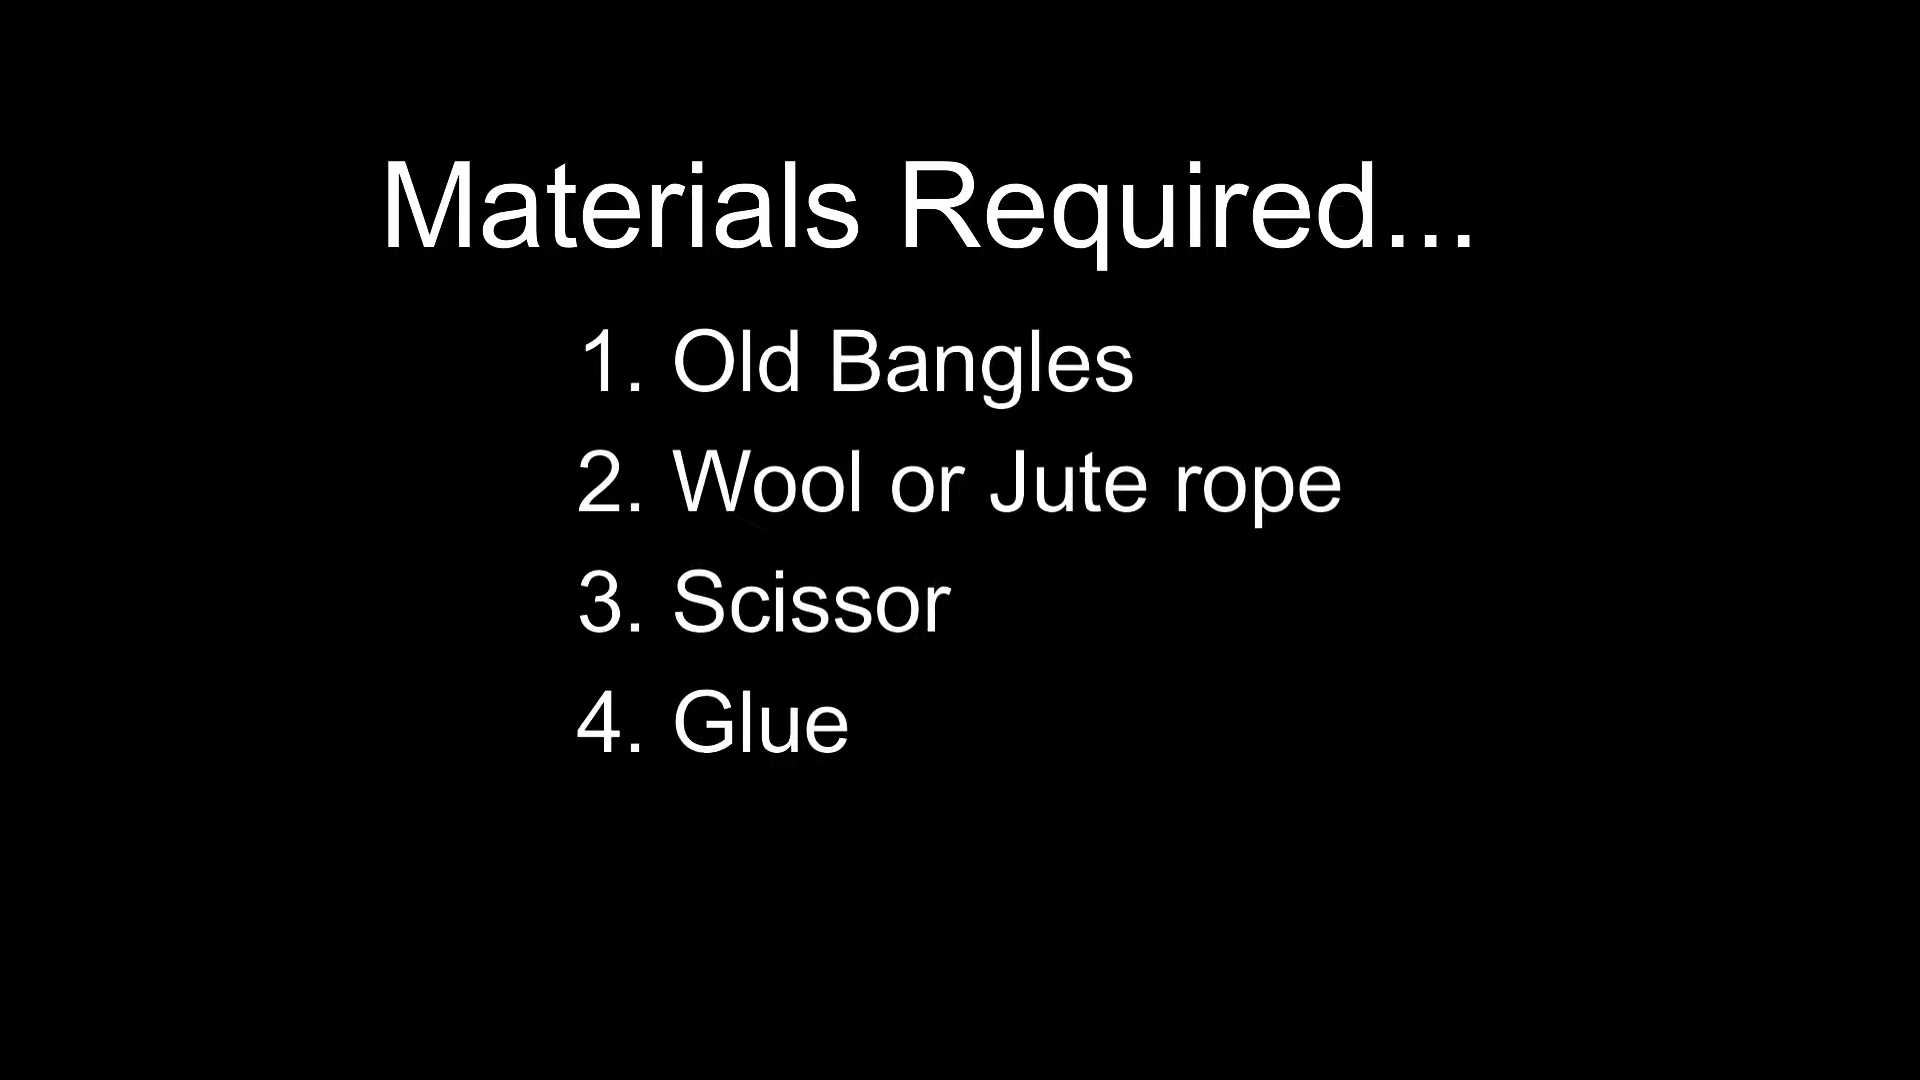 Materials Required...
1. Old Bangles
2. Wool or Jute rope
3. Scissor
4. Glue